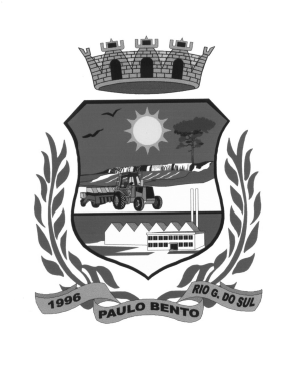 1996
PAULO BENTO
RIO G. DO SUL